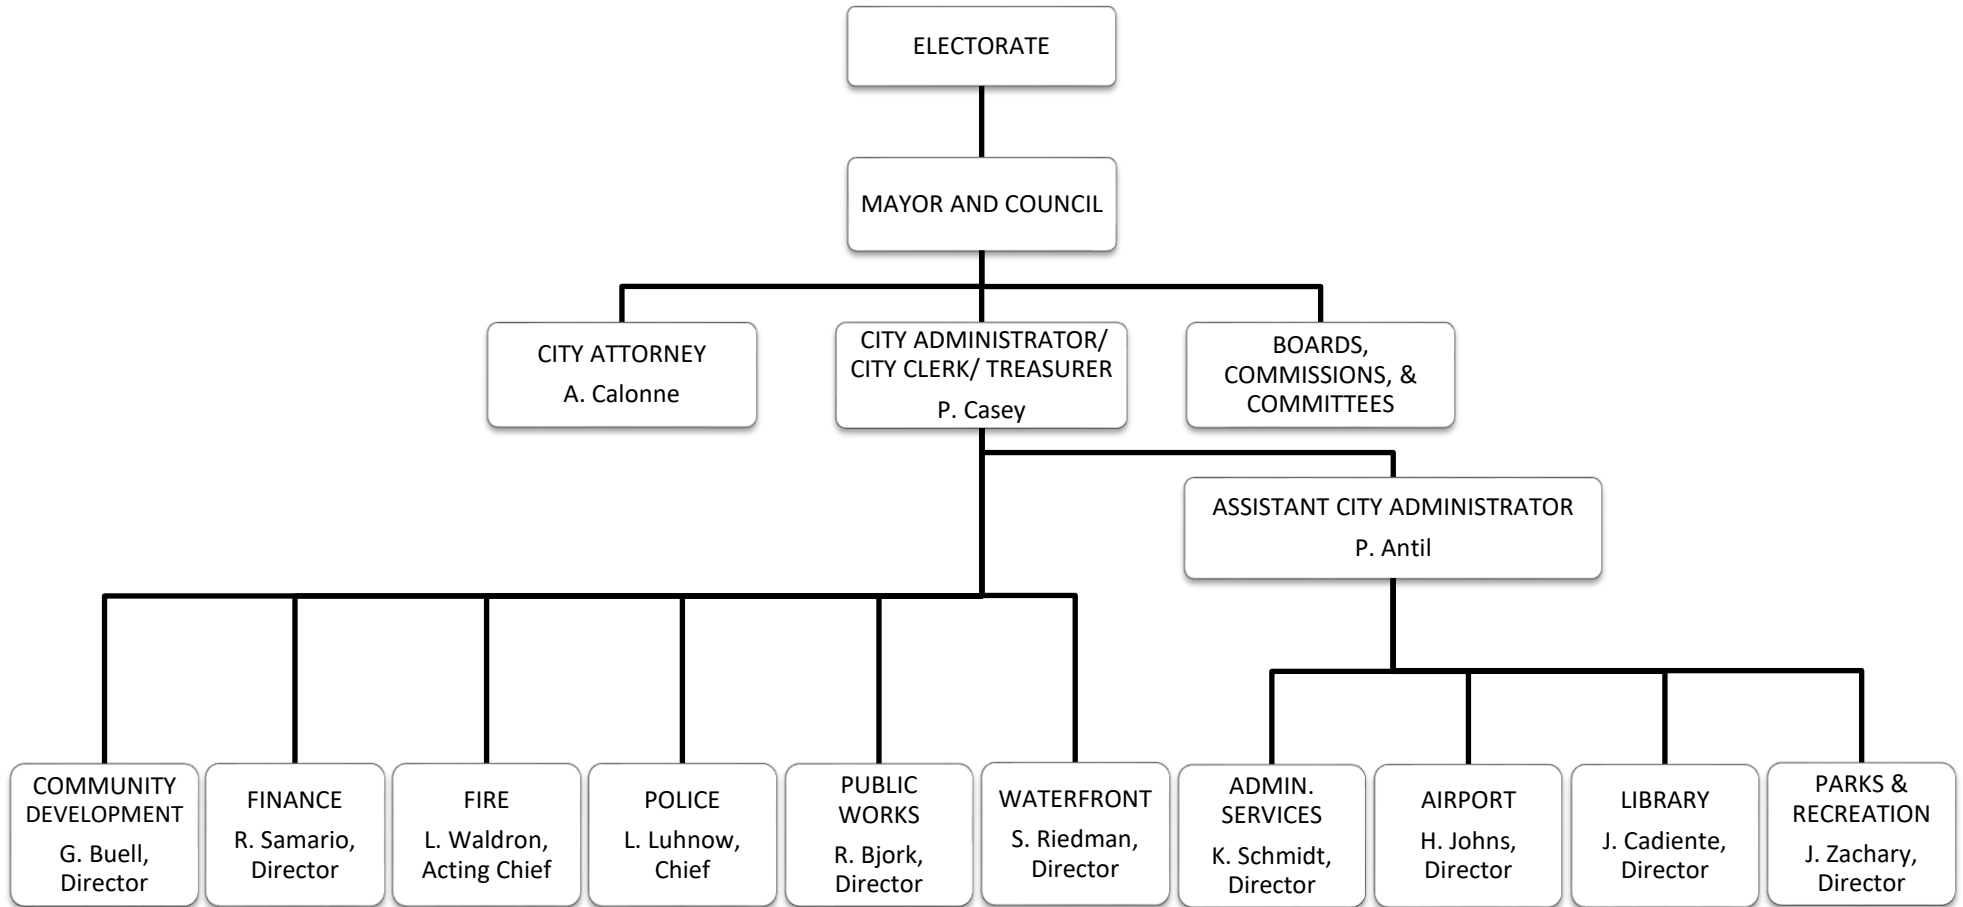 ELECTORATE
MAYOR AND COUNCIL
CITY ATTORNEY
A. Calonne
CITY ADMINISTRATOR/
CITY CLERK/ TREASURER
P. Casey
BOARDS,
COMMISSIONS, &
COMMITTEES
ASSISTANT CITY ADMINISTRATOR
P. Antil
COMMUNITY
DEVELOPMENT
G. Buell,
Director
FINANCE
R. Samario,
Director
FIRE
L. Waldron,
Acting Chief
POLICE
L. Luhnow,
Chief
PUBLIC
WORKS
R. Bjork,
Director
WATERFRONT
S. Riedman,
Director
ADMIN.
SERVICES
K. Schmidt,
Director
AIRPORT
H. Johns,
Director
LIBRARY
J. Cadiente,
Director
PARKS &
RECREATION
J. Zachary,
Director